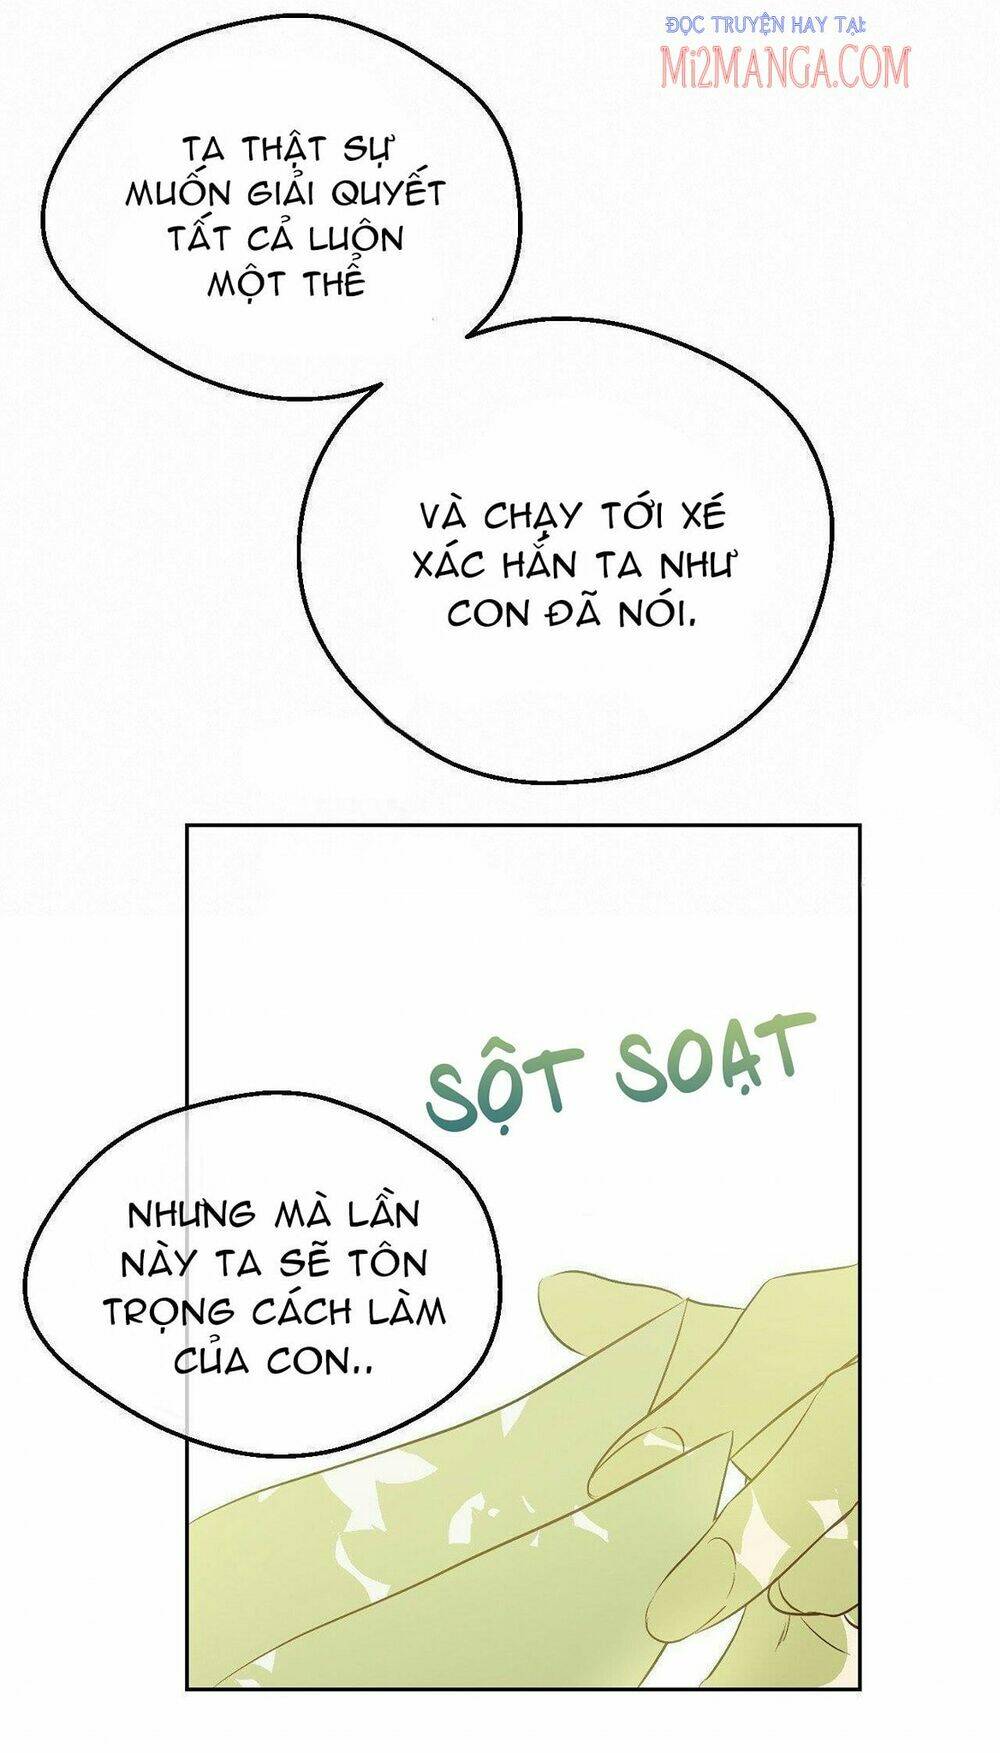 ĐỌC TRUYỆN HAY TẠI:
MI2MANGA.COM
TA THẬT SỰ
MUỐN GIẢI QUYẾT
TẤT CẢ LUÔN
MỘT THỂ
VÀ CHẠY TỚI XÉ
XÁC HẮN TA NHƯ
CON ĐÃ NÓI.
SỘT SOẠT
NHƯNG MÀ LẦN
NÀY TA SẼ TÔN
TRỌNG CÁCH LÀM
CỦA CON..